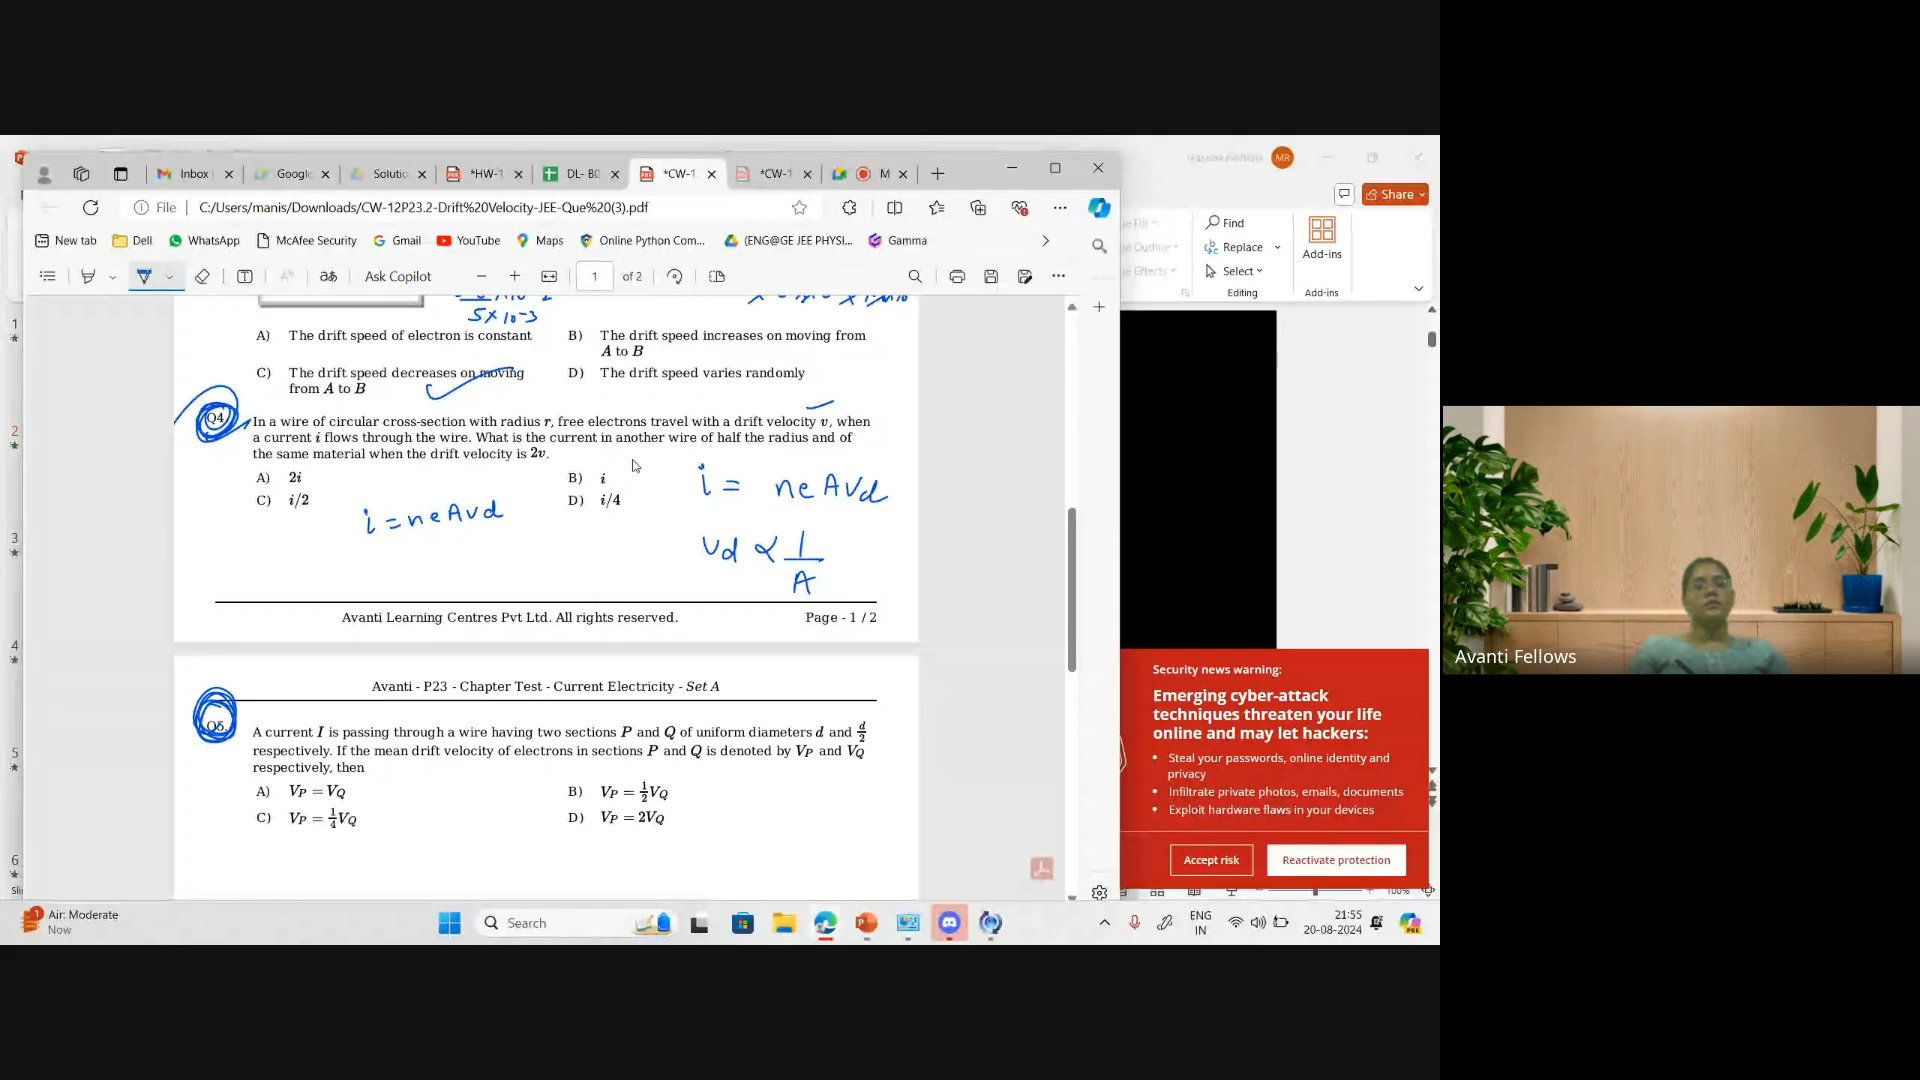 Inbox
Google
Solutio
*HW-1
DL- B0
*CW-1
*CW-1
M
MR
File
C:/Users/manis/Downloads/CW-12P23.2-Drift%20Velocity-JEE-Que%20(3).pdf
Share
New tab
Dell
WhatsApp
McAfee Security
Gmail
YouTube
Maps
Online Python Com...
(ENG@GE JEE PHYSI...
Gamma
Find
Replace
Select
Add-ins
Editing
Add-ins
Ask Copilot
1
of 2
5 x 10-3
A) The drift speed of electron is constant
B) The drift speed increases on moving from
A to B
C) The drift speed decreases on moving
from A to B
D) The drift speed varies randomly
Q4. In a wire of circular cross-section with radius r, free electrons travel with a drift velocity v, when
a current i flows through the wire. What is the current in another wire of half the radius and of
the same material when the drift velocity is 2v.
A) 2i
B) i
C) i/2
D) i/4
i = neAvd
i = neAvd
vd ∝ 1/A
Avanti Learning Centres Pvt Ltd. All rights reserved.
Page - 1 / 2
Avanti - P23 - Chapter Test - Current Electricity - Set A
Q5. A current I is passing through a wire having two sections P and Q of uniform diameters d and d/2
respectively. If the mean drift velocity of electrons in sections P and Q is denoted by VP and VQ
respectively, then
A) VP = VQ
B) VP = 1/2 VQ
C) VP = 1/4 VQ
D) VP = 2VQ
1
2
3
4
5
6
Security news warning:
Emerging cyber-attack
techniques threaten your life
online and may let hackers:
• Steal your passwords, online identity and
privacy
• Infiltrate private photos, emails, documents
• Exploit hardware flaws in your devices
Accept risk
Reactivate protection
100%
Avanti Fellows
1
Air: Moderate
Now
Search
ENG
IN
21:55
20-08-2024
PRE